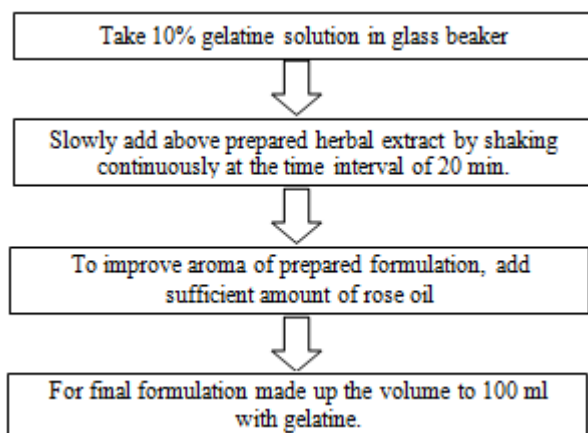 Take 10% gelatine solution in glass beaker
Slowly add above prepared herbal extract by shaking
continuously at the time interval of 20 min.
To improve aroma of prepared formulation, add
sufficient amount of rose oil
For final formulation made up the volume to 100 ml
with gelatine.